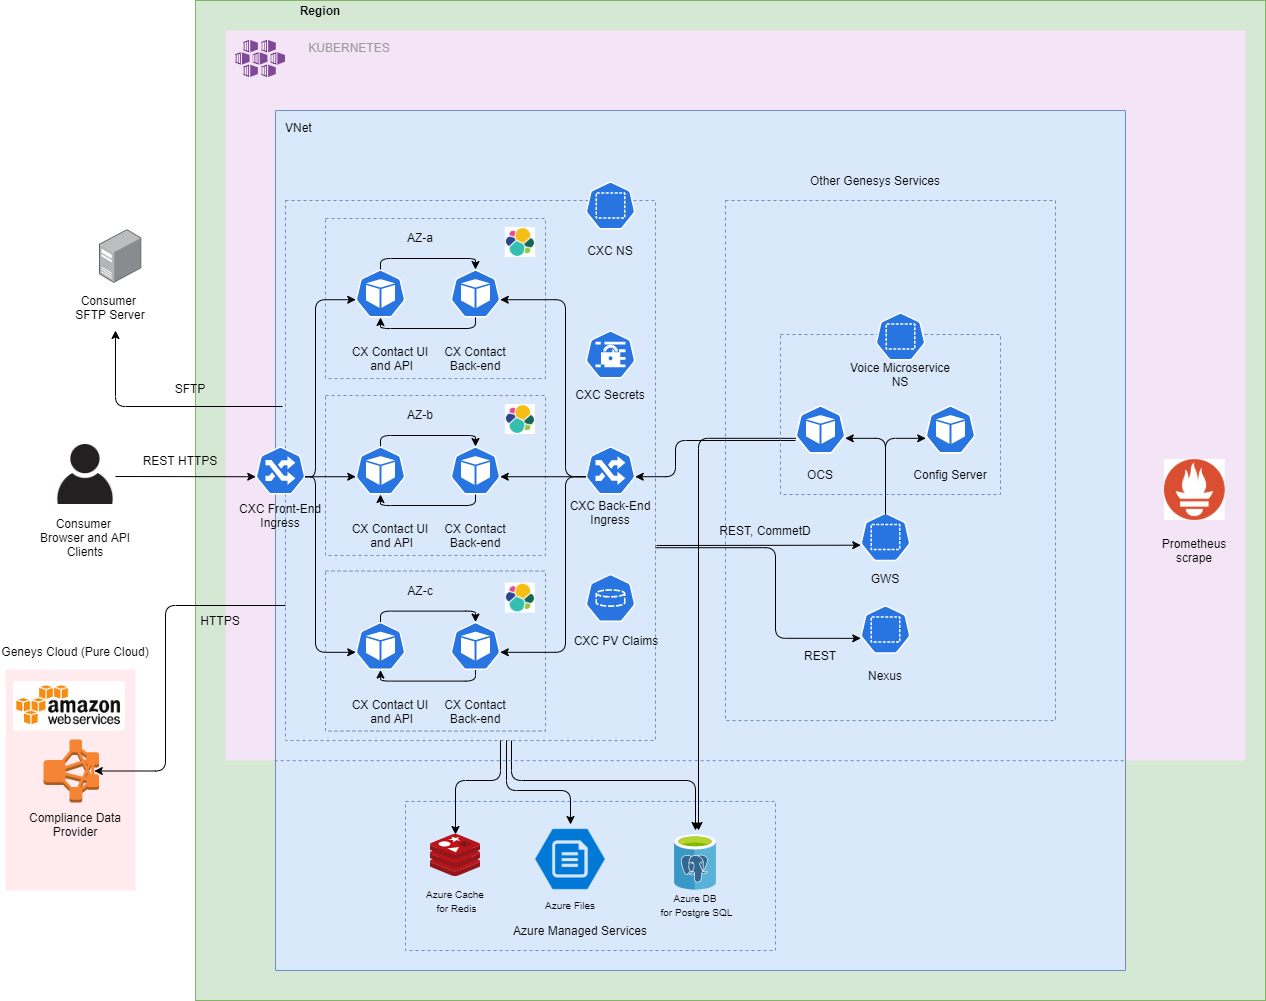 Region
KUBERNETES
VNet
Other Genesys Services
CXC NS
AZ-a
CX Contact UI
and API
CX Contact
Back-end
Consumer
SFTP Server
SFTP
CXC Secrets
Voice Microservice
NS
AZ-b
REST HTTPS
CXC Front-End
Ingress
CX Contact UI
and API
CX Contact
Back-end
CXC Back-End
Ingress
OCS
Config Server
Consumer
Browser and API
Clients
REST, CommetD
GWS
Prometheus
scrape
AZ-c
CX Contact UI
and API
CX Contact
Back-end
CXC PV Claims
REST
Nexus
HTTPS
Geneys Cloud (Pure Cloud)
amazon
web services
Compliance Data
Provider
Azure Cache
for Redis
Azure Files
Azure DB
for Postgre SQL
Azure Managed Services